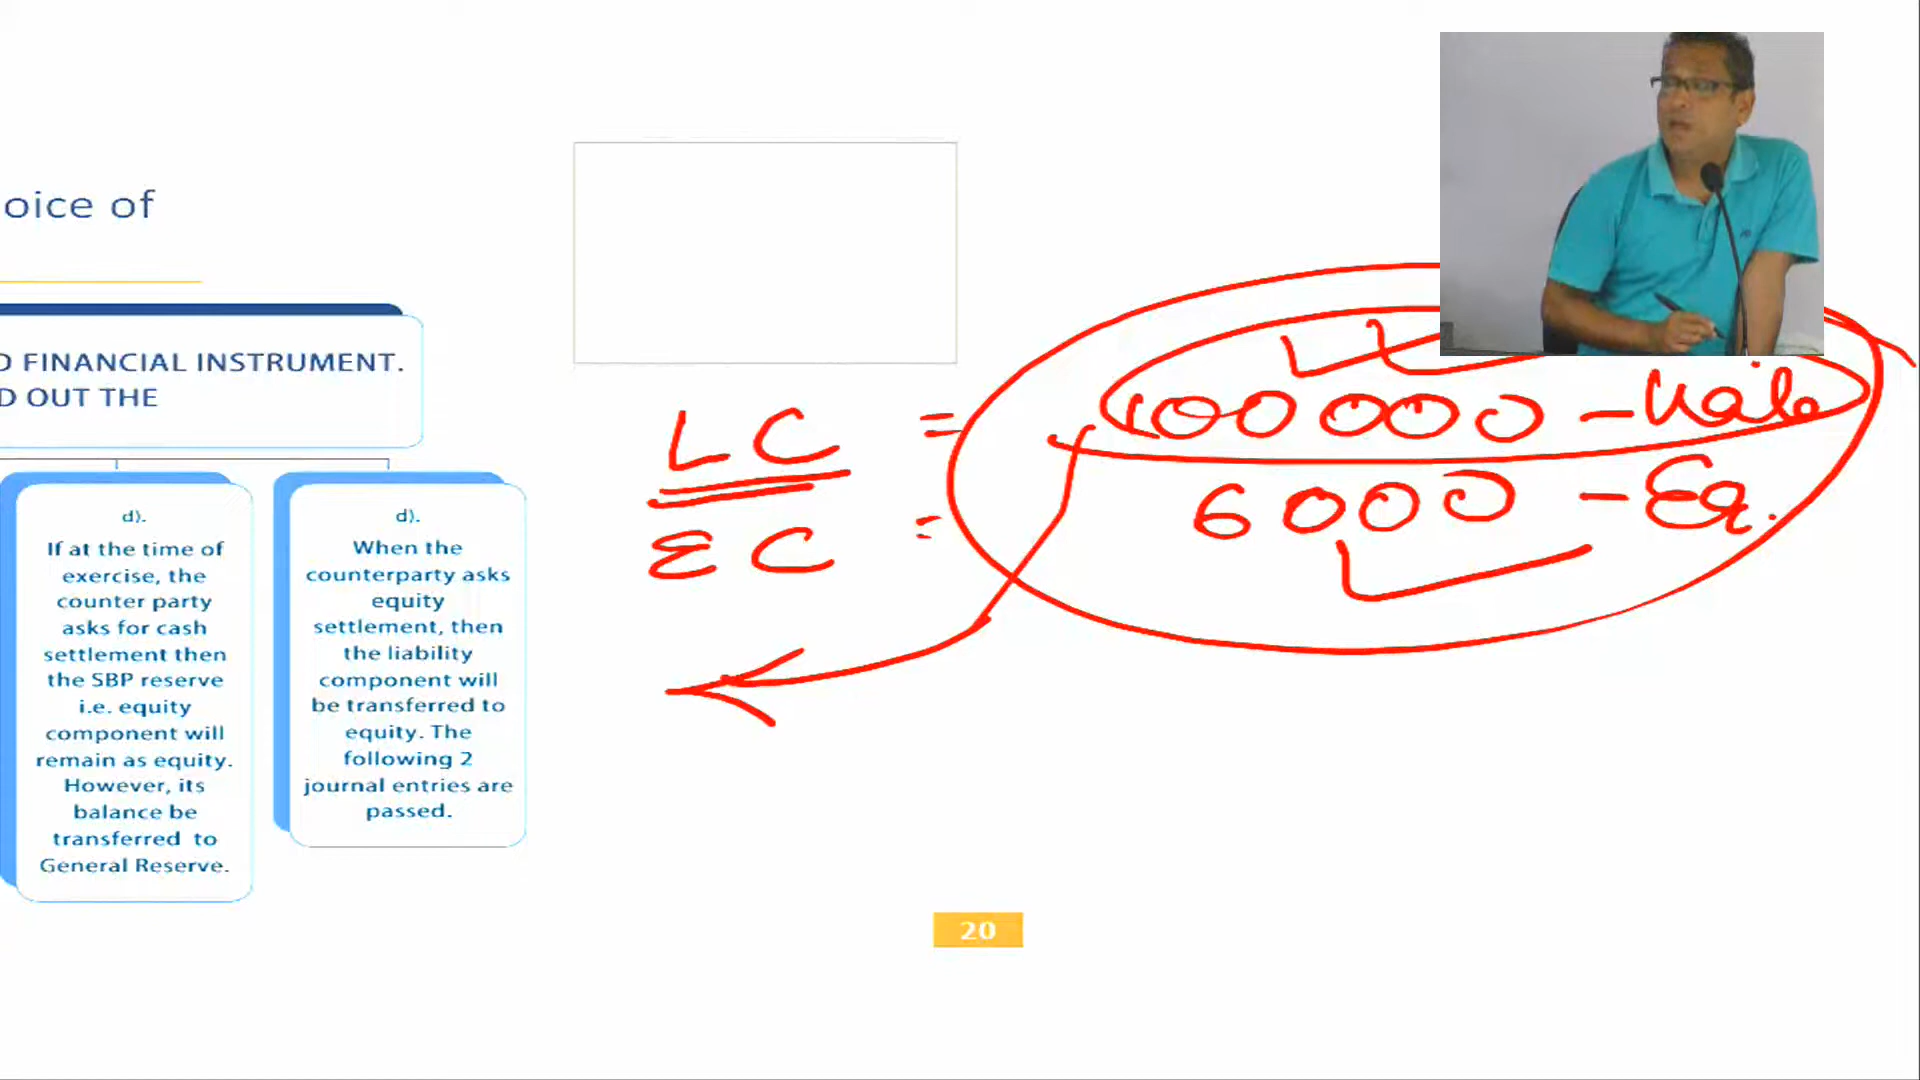 oice of
D FINANCIAL INSTRUMENT.
D OUT THE
d).
If at the time of
exercise, the
counter party
asks for cash
settlement then
the SBP reserve
i.e. equity
component will
remain as equity.
However, its
balance be
transferred to
General Reserve.
d).
When the
counterparty asks
equity
settlement, then
the liability
component will
be transferred to
equity. The
following 2
journal entries are
passed.
LC = 100000 -
EC = 6000 - Eq.
20